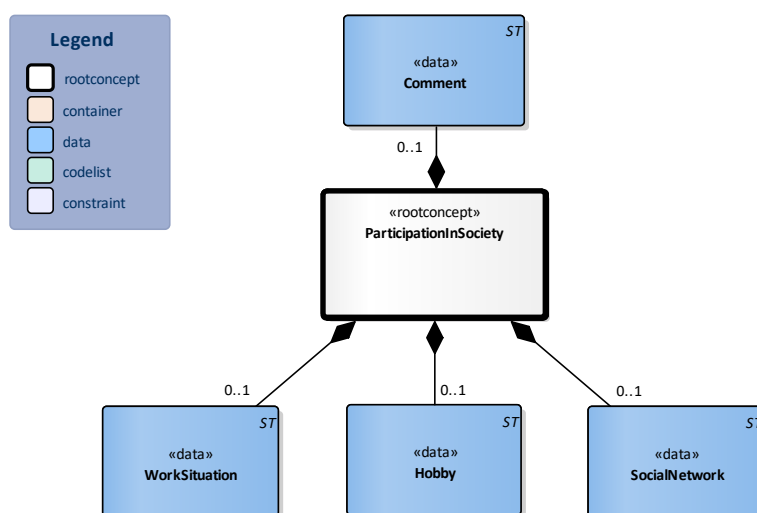 Legend
rootconcept
container
data
codelist
constraint
ST
«data»
Comment
0..1
«rootconcept»
ParticipationInSociety
0..1
0..1
0..1
ST
«data»
WorkSituation
ST
«data»
Hobby
ST
«data»
SocialNetwork